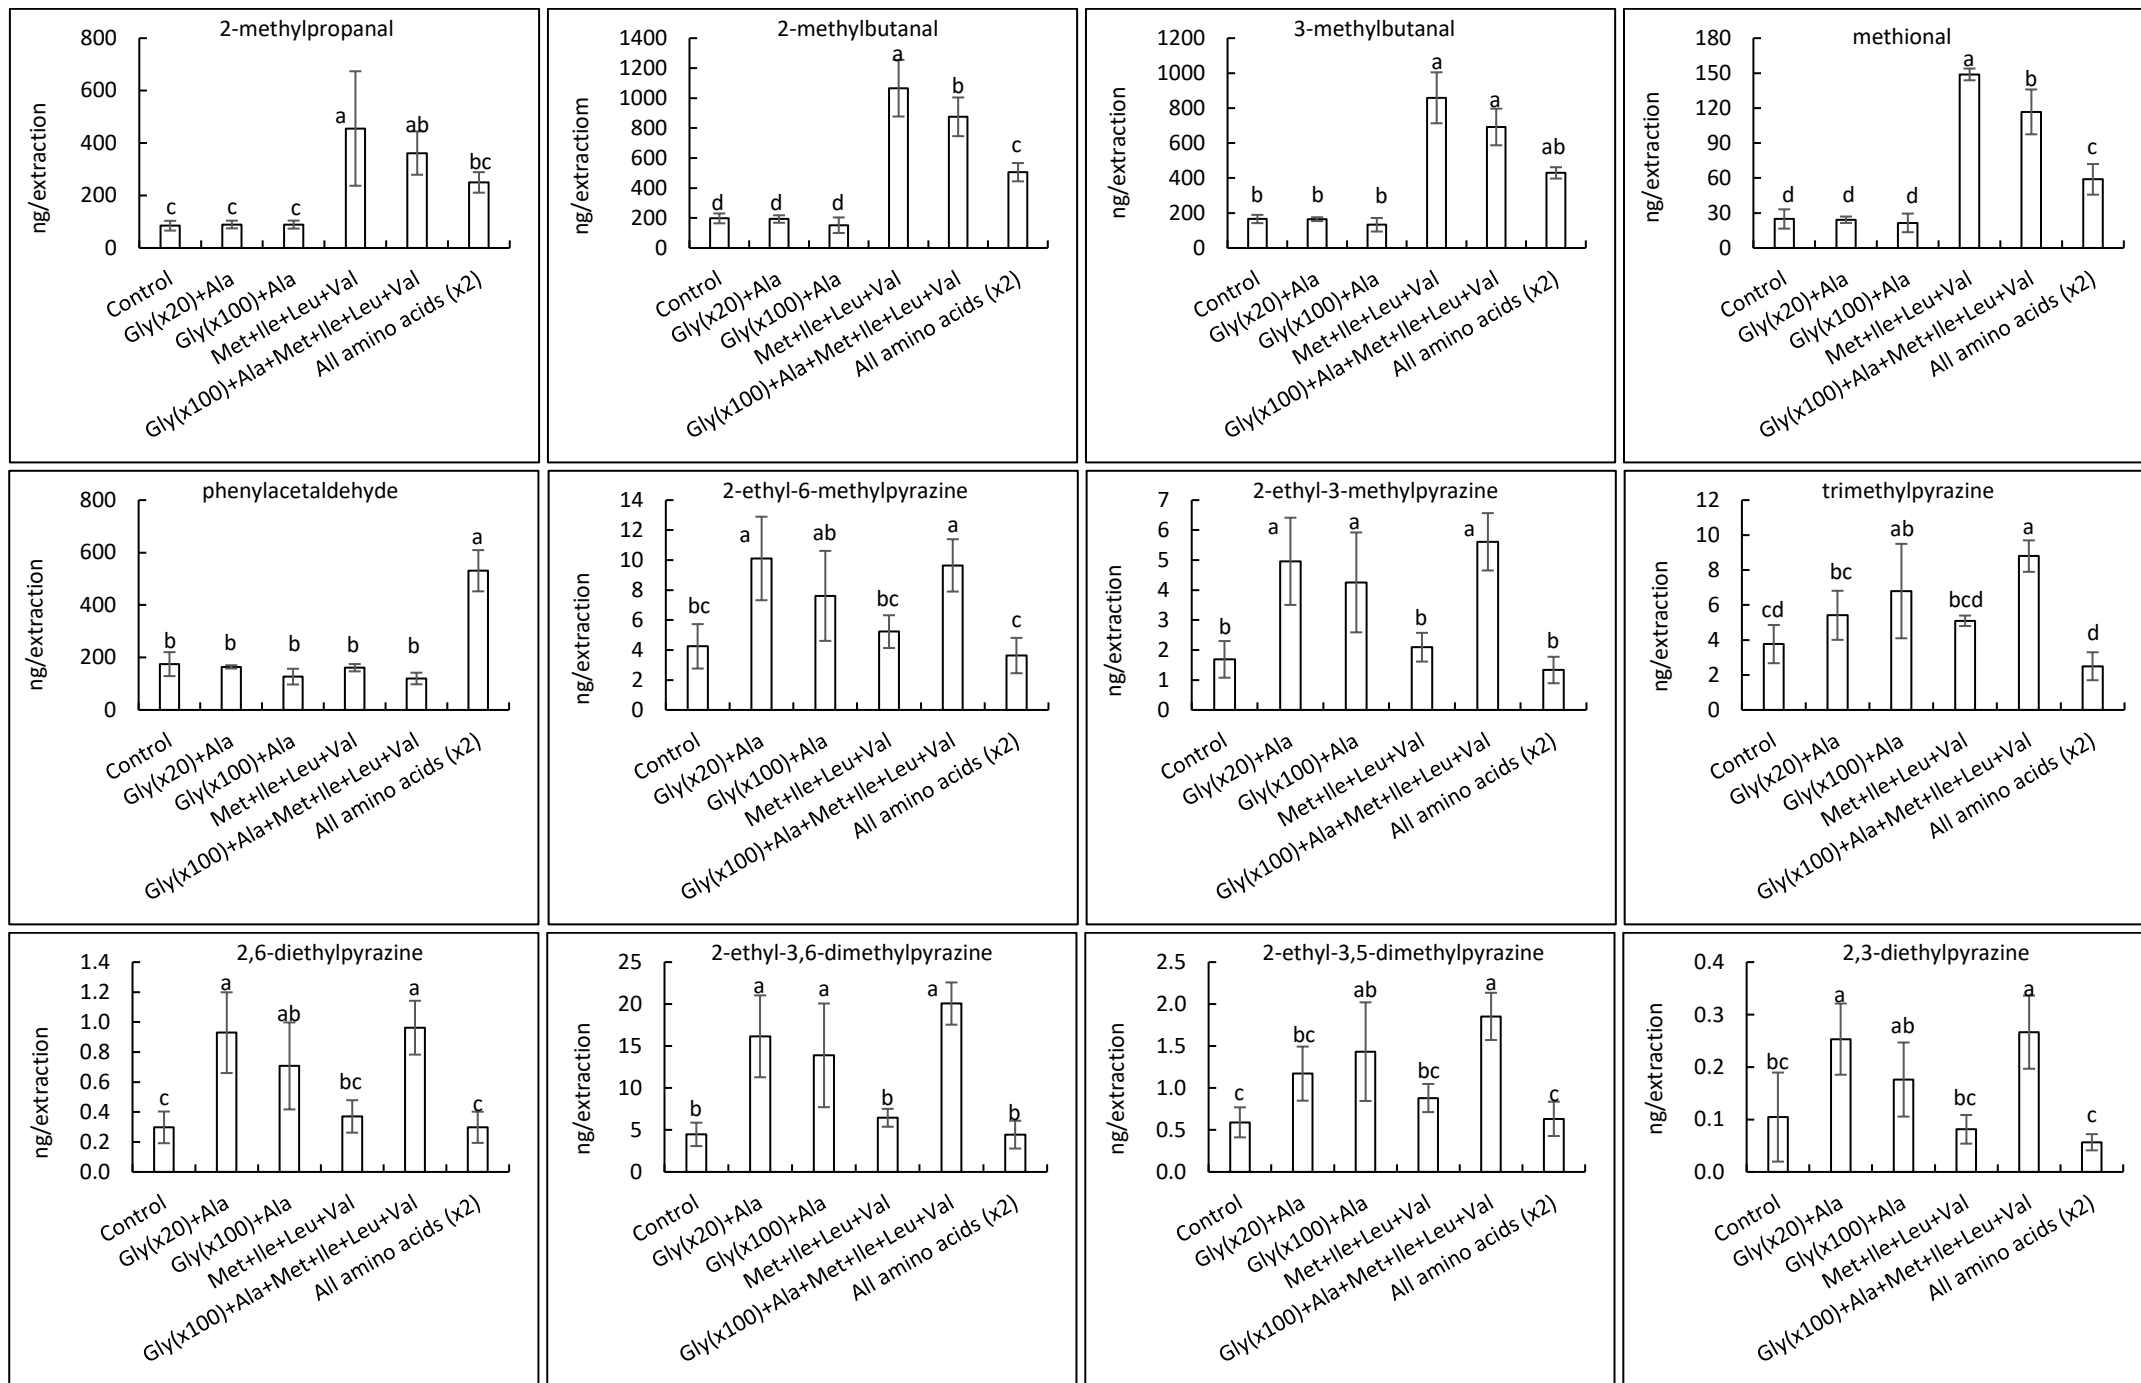 2-methylpropanal
ng/extraction
800
600
400
200
0
c
c
c
a
ab
bc
Control
Gly(x20)+Ala
Gly(x100)+Ala
Met+Ile+Leu+Val
Gly(x100)+Ala+Met+Ile+Leu+Val
All amino acids (x2)
2-methylbutanal
ng/extractiom
1400
1200
1000
800
600
400
200
0
d
d
d
a
b
c
Control
Gly(x20)+Ala
Gly(x100)+Ala
Met+Ile+Leu+Val
Gly(x100)+Ala+Met+Ile+Leu+Val
All amino acids (x2)
3-methylbutanal
ng/extraction
1200
1000
800
600
400
200
0
b
b
b
a
a
ab
Control
Gly(x20)+Ala
Gly(x100)+Ala
Met+Ile+Leu+Val
Gly(x100)+Ala+Met+Ile+Leu+Val
All amino acids (x2)
methional
ng/extraction
180
150
120
90
60
30
0
d
d
d
a
b
c
Control
Gly(x20)+Ala
Gly(x100)+Ala
Met+Ile+Leu+Val
Gly(x100)+Ala+Met+Ile+Leu+Val
All amino acids (x2)
phenylacetaldehyde
ng/extraction
800
600
400
200
0
b
b
b
b
b
a
Control
Gly(x20)+Ala
Gly(x100)+Ala
Met+Ile+Leu+Val
Gly(x100)+Ala+Met+Ile+Leu+Val
All amino acids (x2)
2-ethyl-6-methylpyrazine
ng/extraction
14
12
10
8
6
4
2
0
bc
a
ab
bc
a
c
Control
Gly(x20)+Ala
Gly(x100)+Ala
Met+Ile+Leu+Val
Gly(x100)+Ala+Met+Ile+Leu+Val
All amino acids (x2)
2-ethyl-3-methylpyrazine
ng/extraction
7
6
5
4
3
2
1
0
b
a
a
b
a
b
Control
Gly(x20)+Ala
Gly(x100)+Ala
Met+Ile+Leu+Val
Gly(x100)+Ala+Met+Ile+Leu+Val
All amino acids (x2)
trimethylpyrazine
ng/extraction
12
10
8
6
4
2
0
cd
bc
ab
bcd
a
d
Control
Gly(x20)+Ala
Gly(x100)+Ala
Met+Ile+Leu+Val
Gly(x100)+Ala+Met+Ile+Leu+Val
All amino acids (x2)
2,6-diethylpyrazine
ng/extraction
1.4
1.2
1.0
0.8
0.6
0.4
0.2
0.0
c
a
ab
bc
a
c
Control
Gly(x20)+Ala
Gly(x100)+Ala
Met+Ile+Leu+Val
Gly(x100)+Ala+Met+Ile+Leu+Val
All amino acids (x2)
2-ethyl-3,6-dimethylpyrazine
ng/extraction
25
20
15
10
5
0
b
a
a
b
a
b
Control
Gly(x20)+Ala
Gly(x100)+Ala
Met+Ile+Leu+Val
Gly(x100)+Ala+Met+Ile+Leu+Val
All amino acids (x2)
2-ethyl-3,5-dimethylpyrazine
ng/extraction
2.5
2.0
1.5
1.0
0.5
0.0
c
bc
ab
bc
a
c
Control
Gly(x20)+Ala
Gly(x100)+Ala
Met+Ile+Leu+Val
Gly(x100)+Ala+Met+Ile+Leu+Val
All amino acids (x2)
2,3-diethylpyrazine
ng/extraction
0.4
0.3
0.2
0.1
0.0
bc
a
ab
bc
a
c
Control
Gly(x20)+Ala
Gly(x100)+Ala
Met+Ile+Leu+Val
Gly(x100)+Ala+Met+Ile+Leu+Val
All amino acids (x2)